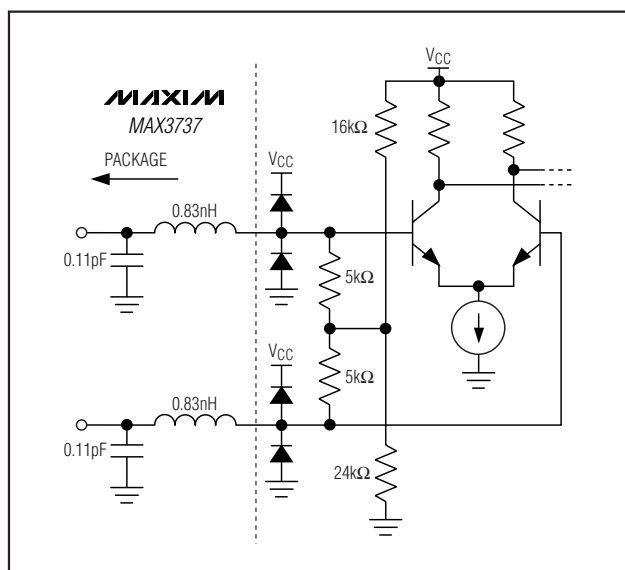 VCC
MAXIM
MAX3737
16kΩ
PACKAGE
VCC
0.83nH
0.11pF
5kΩ
VCC
5kΩ
0.83nH
0.11pF
24kΩ